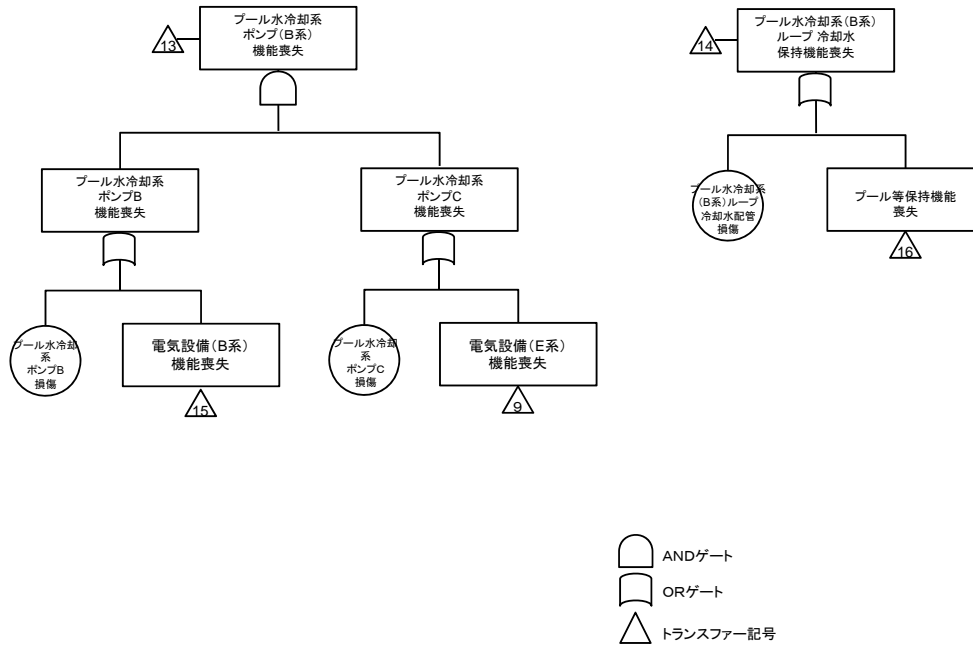 13
プール水冷却系
ポンプ(B系)
機能喪失
プール水冷却系
ポンプB
機能喪失
プール水冷却系
ポンプC
機能喪失
プール水冷却
系
ポンプB
損傷
電気設備(B系)
機能喪失
15
プール水冷却
系
ポンプC
損傷
電気設備(E系)
機能喪失
9
14
プール水冷却系(B系)
ループ 冷却水
保持機能喪失
プール水冷却系
(B系)ループ
冷却水配管
損傷
プール等保持機能
喪失
16
ANDゲート
ORゲート
トランスファー記号